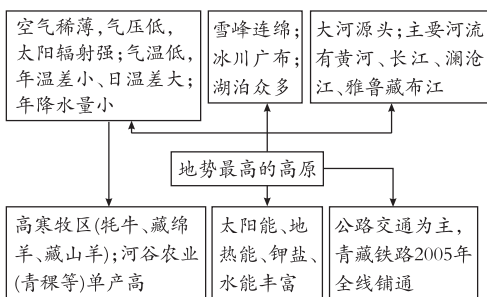 空气稀薄,气压低,
太阳辐射强;气温低,
年温差小、日温差大;
年降水量小
雪峰连绵;
冰川广布;
湖泊众多
大河源头;主要河流
有黄河、长江、澜沧
江、雅鲁藏布江
地势最高的高原
高寒牧区(牦牛、藏绵
羊、藏山羊);河谷农业
(青稞等)单产高
太阳能、地
热能、钾盐、
水能丰富
公路交通为主,
青藏铁路2005年
全线铺通